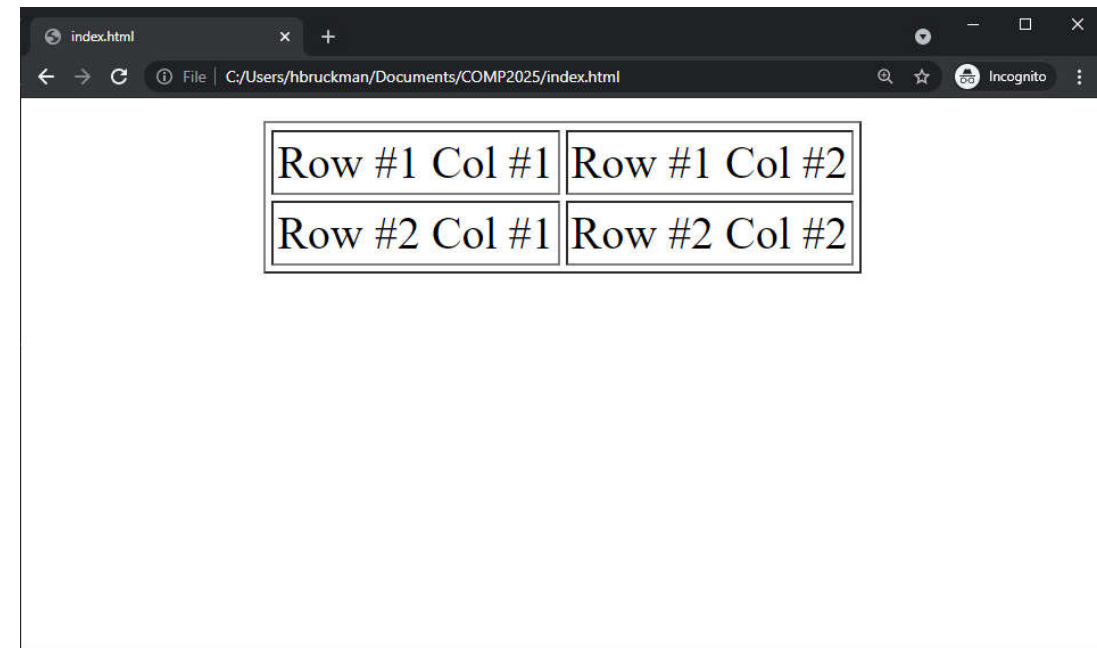 index.html
File C:/Users/hbruckman/Documents/COMP2025/index.html Incognito
Row #1 Col #1 Row #1 Col #2
Row #2 Col #1 Row #2 Col #2